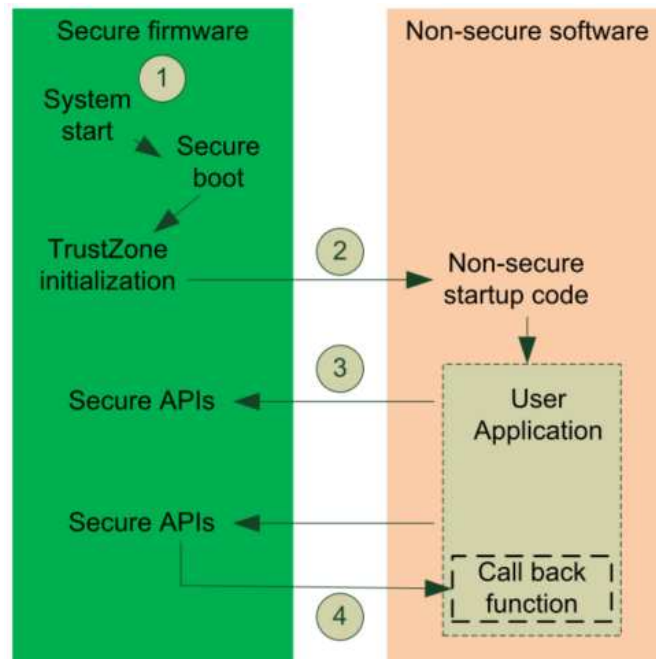 Secure firmware
Non-secure software
1
System
start
Secure
boot
TrustZone
initialization
2
Non-secure
startup code
3
Secure APIs
User
Application
Secure APIs
Call back
function
4